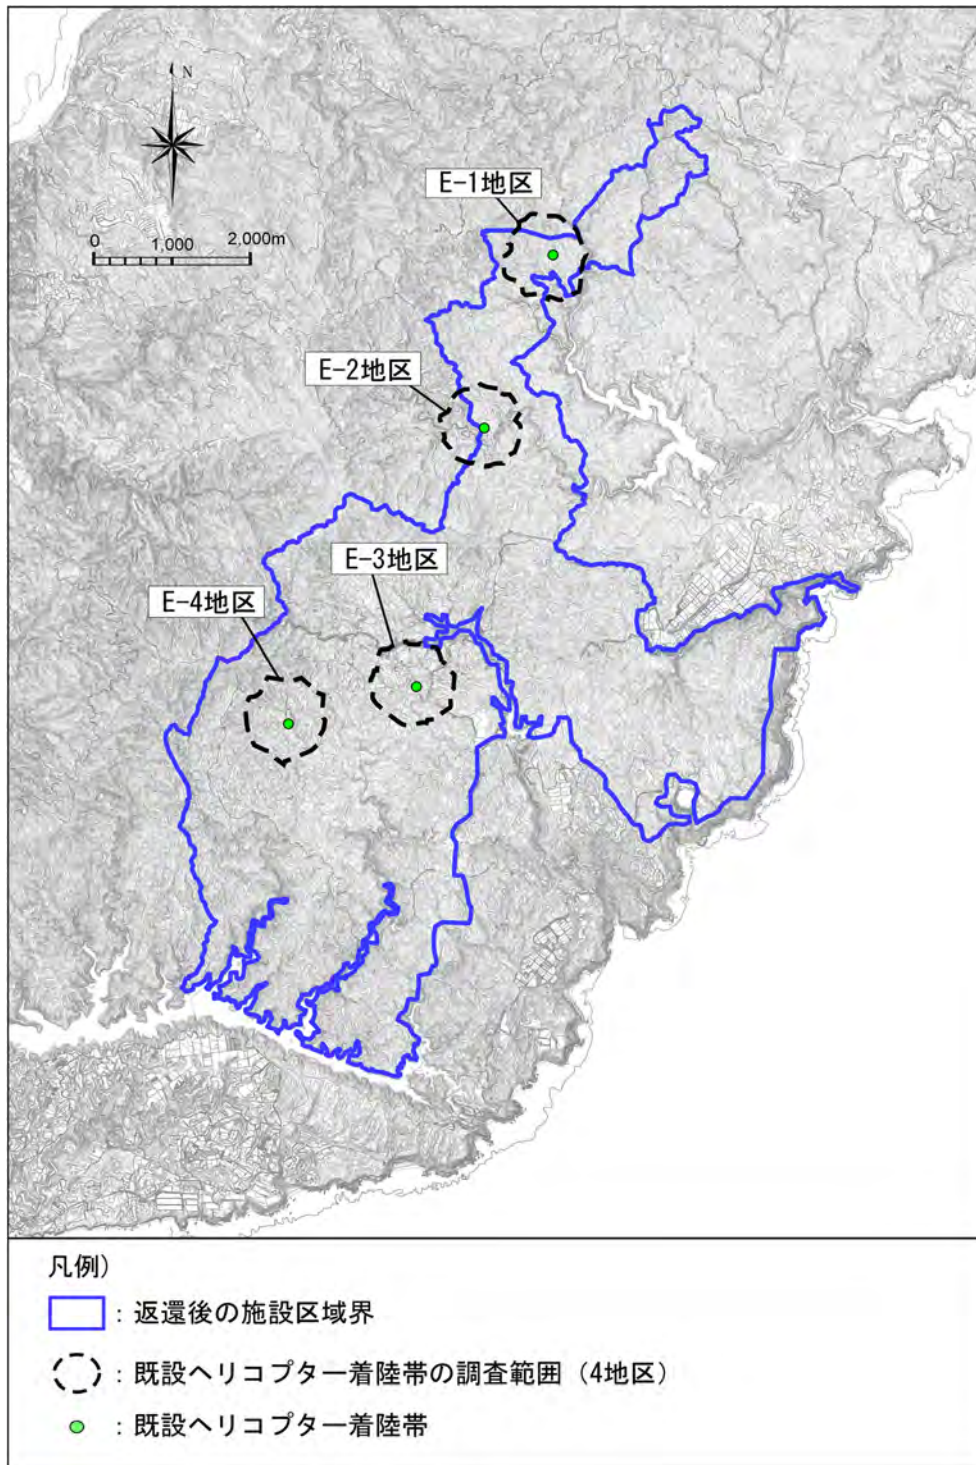 N
0 1,000 2,000m
E-1地区
E-2地区
E-3地区
E-4地区
凡例)
：返還後の施設区域界
：既設ヘリコプター着陸帯の調査範囲（4地区）
：既設ヘリコプター着陸帯